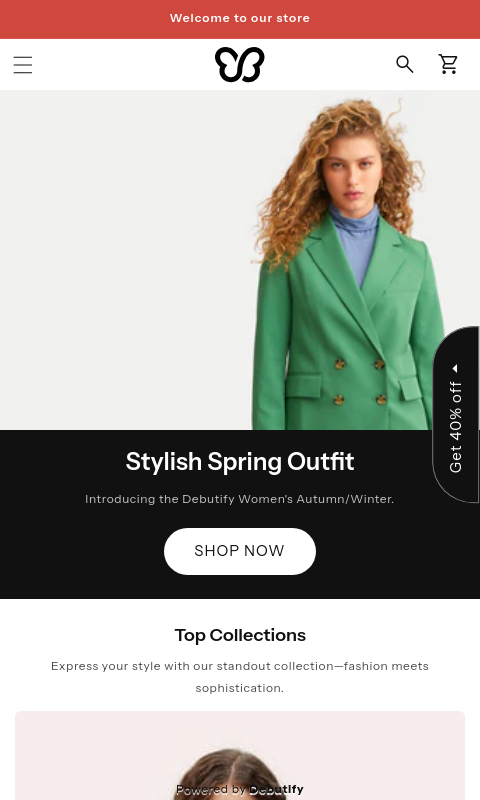 Welcome to our store
Get 40% off
Stylish Spring Outfit
Introducing the Debutify Women's Autumn/Winter.
SHOP NOW
Top Collections
Express your style with our standout collection—fashion meets
sophistication.
Powered by Debutify